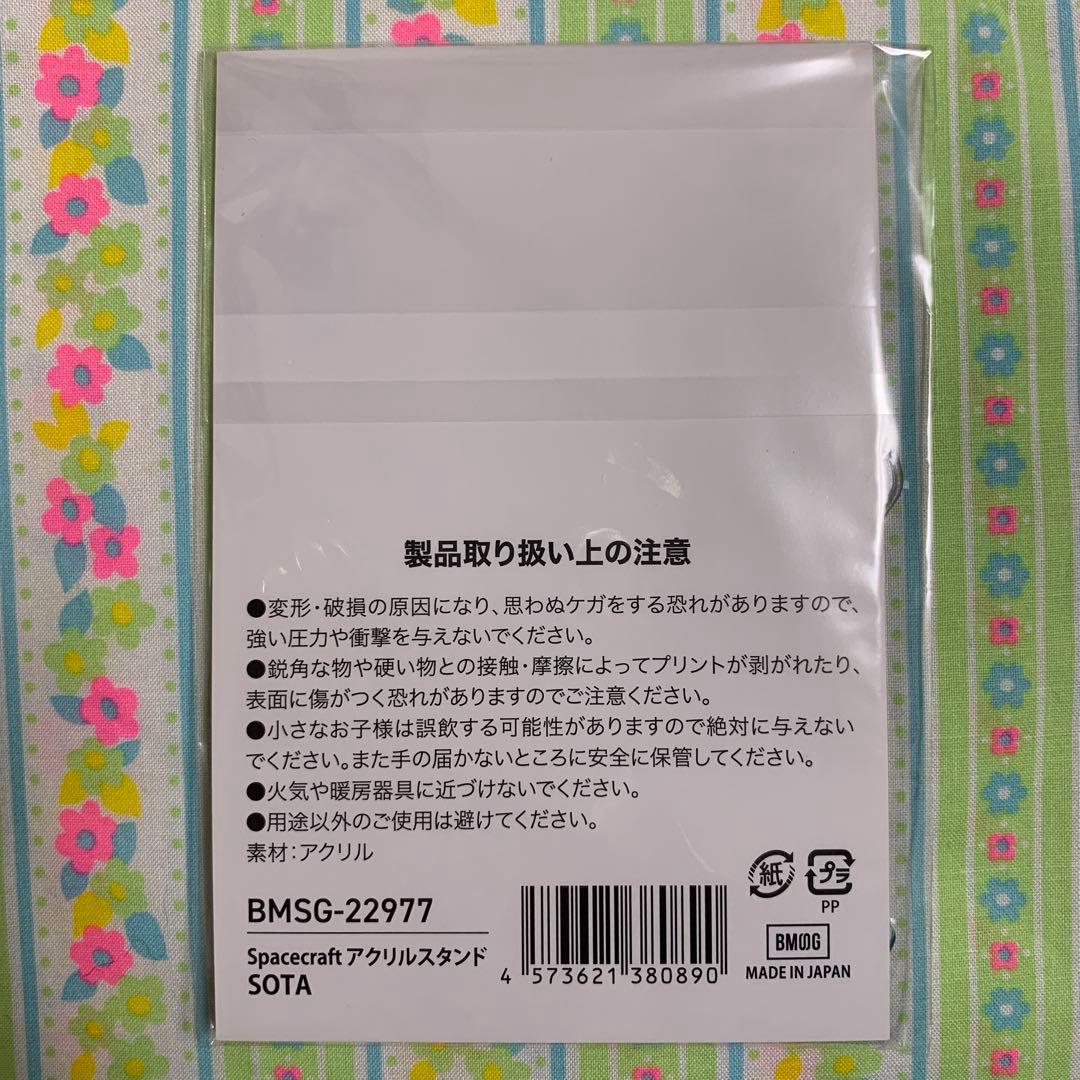 製品取り扱い上の注意
●変形・破損の原因になり、思わぬケガをする恐れがありますので、
強い圧力や衝撃を与えないでください。
●鋭角な物や硬い物との接触・摩擦によってプリントが剥がれたり、
表面に傷がつく恐れがありますのでご注意ください。
●小さなお子様は誤飲する可能性がありますので絶対に与えない
でください。また手の届かないところに安全に保管してください。
●火気や暖房器具に近づけないでください。
●用途以外のご使用は避けてください。
素材：アクリル
BMSG-22977
Spacecraft アクリルスタンド
SOTA
4 573621 380890
紙
プラ
PP
BMSG
MADE IN JAPAN